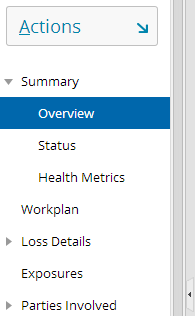 Actions
Summary
Overview
Status
Health Metrics
Workplan
Loss Details
Exposures
Parties Involved